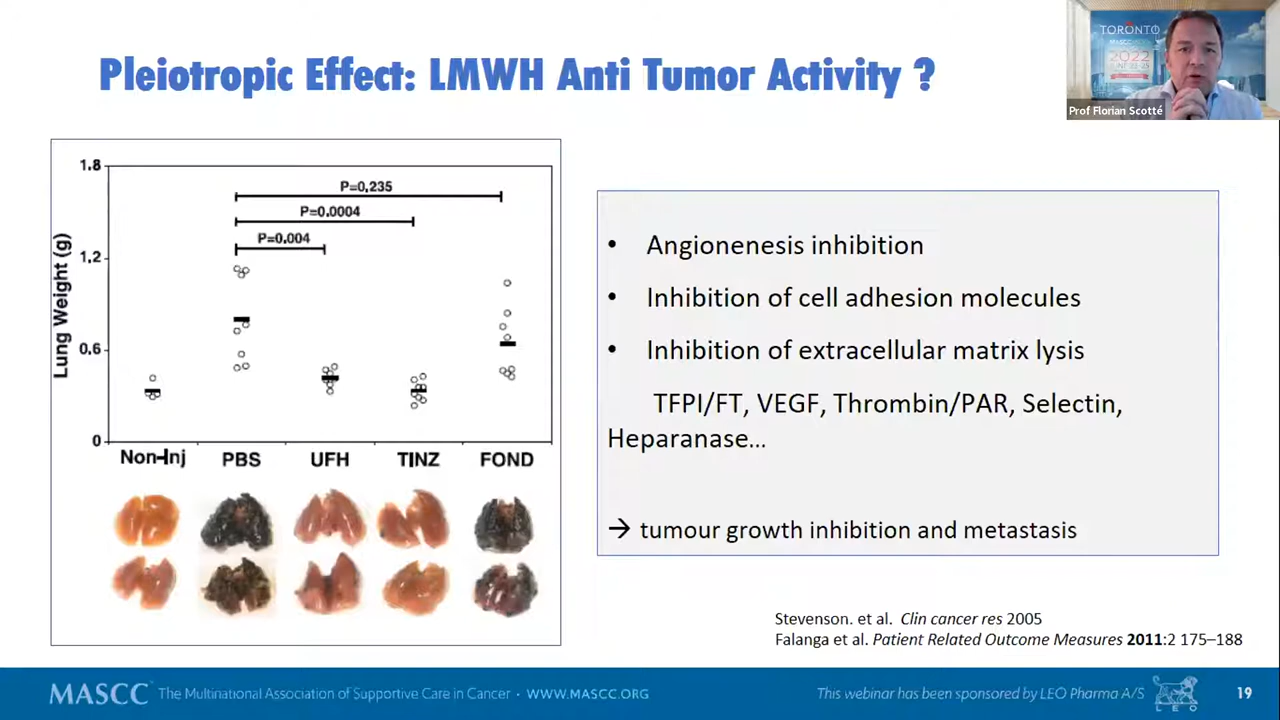 Pleiotropic Effect: LMWH Anti Tumor Activity ?
TORONTO
MASCC
2022
Prof Florian Scotté
1.8
1.2
0.6
0
Lung Weight (g)
P=0,235
P=0.0004
P=0.004
Non-Inj PBS UFH TINZ FOND
• Angionenesis inhibition
• Inhibition of cell adhesion molecules
• Inhibition of extracellular matrix lysis
TFPI/FT, VEGF, Thrombin/PAR, Selectin,
Heparanase…
→ tumour growth inhibition and metastasis
Stevenson. et al. Clin cancer res 2005
Falanga et al. Patient Related Outcome Measures 2011:2 175–188
MASCC The Multinational Association of Supportive Care in Cancer · WWW.MASCC.ORG
This webinar has been sponsored by LEO Pharma A/S
LEO
19